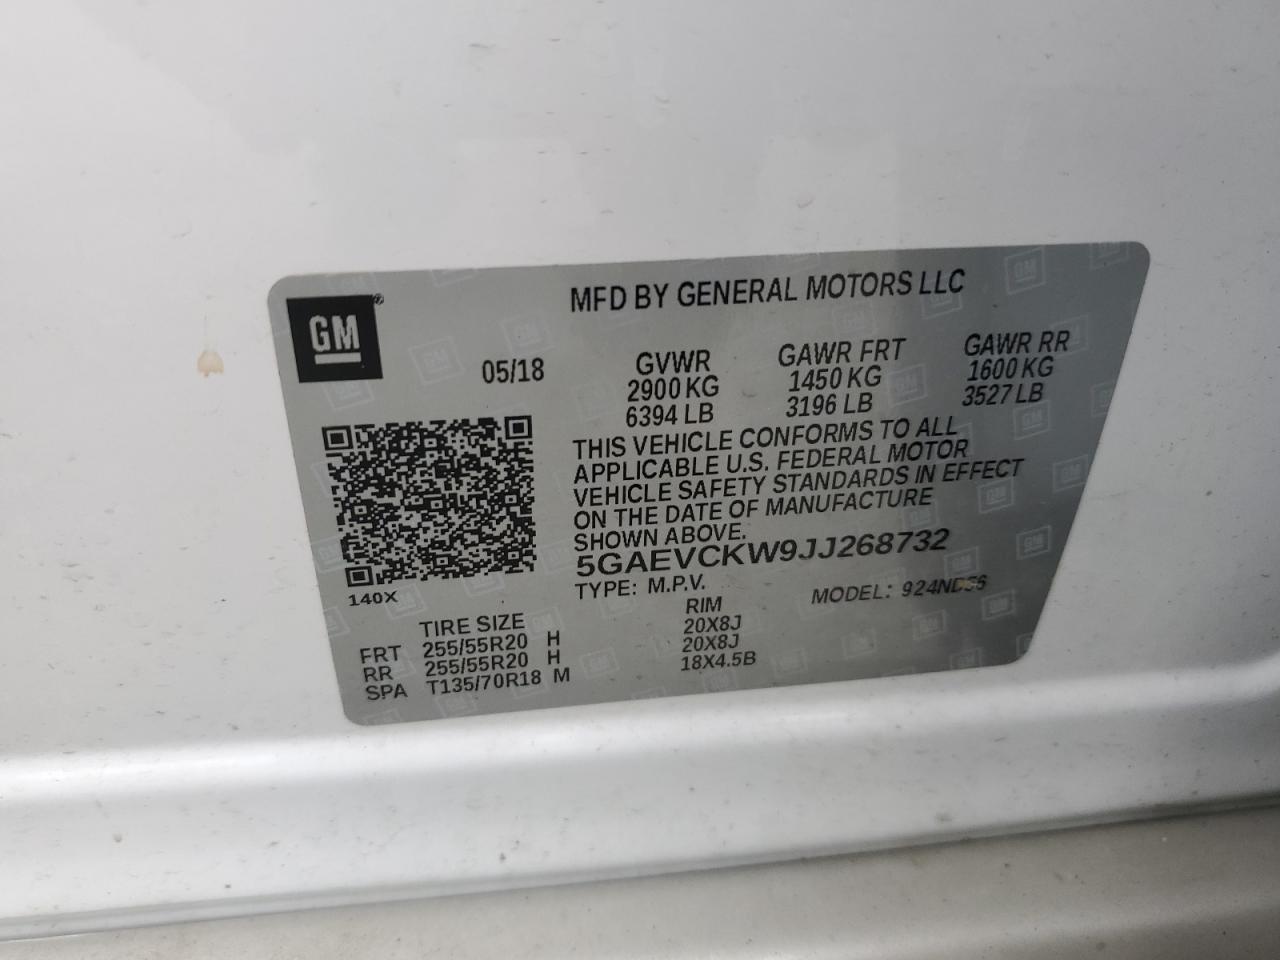 GM
MFD BY GENERAL MOTORS LLC
05/18
GVWR GAWR FRT GAWR RR
2900 KG 1450 KG 1600 KG
6394 LB 3196 LB 3527 LB
THIS VEHICLE CONFORMS TO ALL
APPLICABLE U.S. FEDERAL MOTOR
VEHICLE SAFETY STANDARDS IN EFFECT
ON THE DATE OF MANUFACTURE
SHOWN ABOVE.
5GAEVCKW9JJ268732
TYPE: M.P.V. MODEL:
140X
TIRE SIZE RIM
FRT 255/55R20 H 20X8J
RR 255/55R20 H 20X8J
SPA T135/70R18 M 18X4.5B